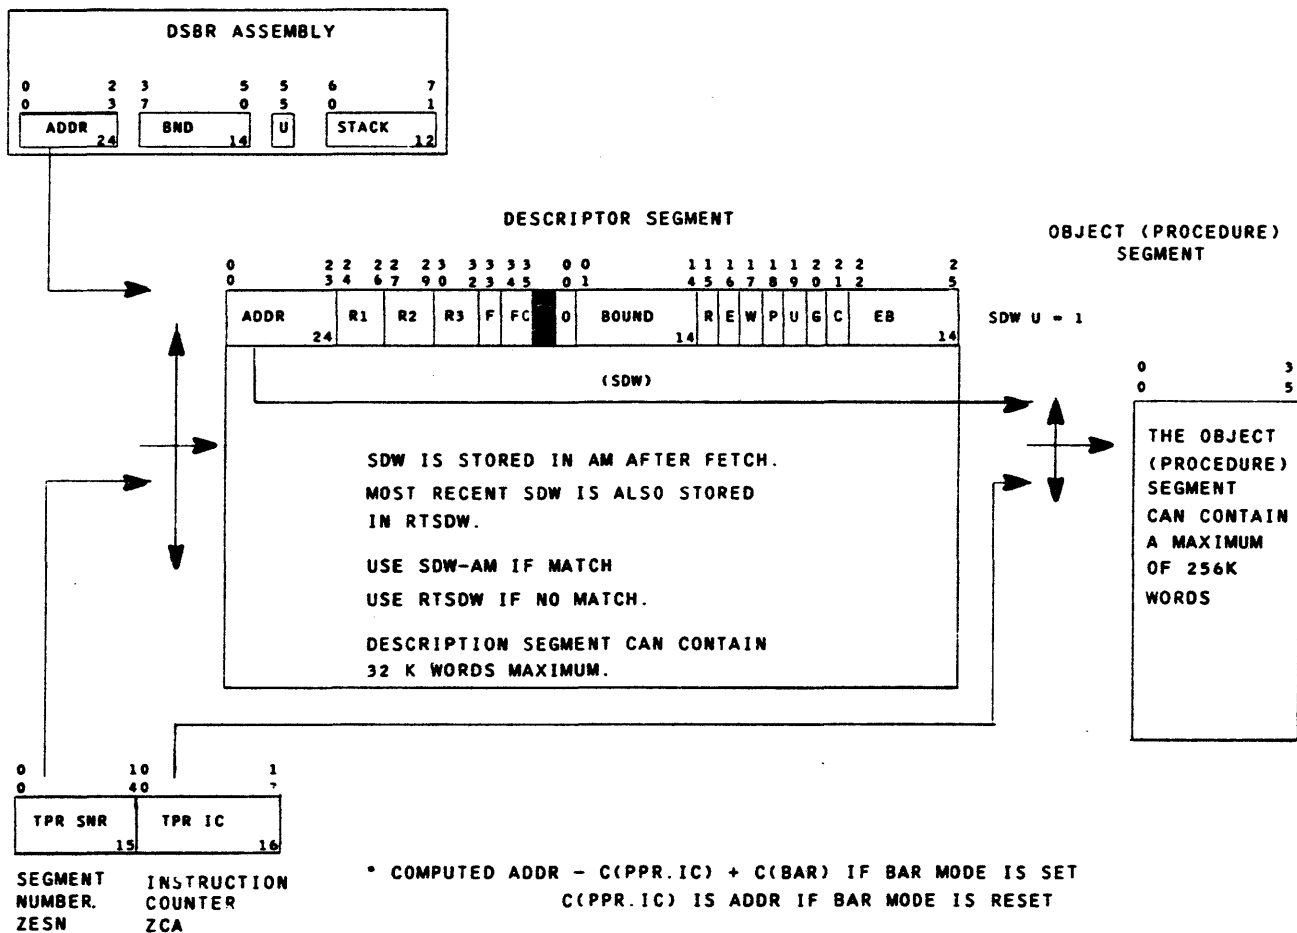 DSBR ASSEMBLY
0 2 3 5 5 6 7
0 3 7 0 5 0 1
ADDR 24 BND 14 U STACK 12
DESCRIPTOR SEGMENT
OBJECT (PROCEDURE)
SEGMENT
0 2 2 2 2 2 3 3 3 3 3 0 0 1 1 1 1 1 1 2 2 2 2
0 3 4 6 7 9 0 2 3 4 5 0 1 4 5 6 7 8 9 0 1 2 5
ADDR 24 R1 R2 R3 F FC 0 BOUND 14 R E W P U G C EB 14
SDW U - 1
(SDW)
0 3
0 5
SDW IS STORED IN AM AFTER FETCH.
MOST RECENT SDW IS ALSO STORED
IN RTSDW.
USE SDW-AM IF MATCH
USE RTSDW IF NO MATCH.
DESCRIPTION SEGMENT CAN CONTAIN
32 K WORDS MAXIMUM.
THE OBJECT
(PROCEDURE)
SEGMENT
CAN CONTAIN
A MAXIMUM
OF 256K
WORDS
0 10 1
0 40
TPR SNR 15 TPR IC 16
SEGMENT
NUMBER.
ZESN
INSTRUCTION
COUNTER
ZCA
* COMPUTED ADDR - C(PPR.IC) + C(BAR) IF BAR MODE IS SET
C(PPR.IC) IS ADDR IF BAR MODE IS RESET